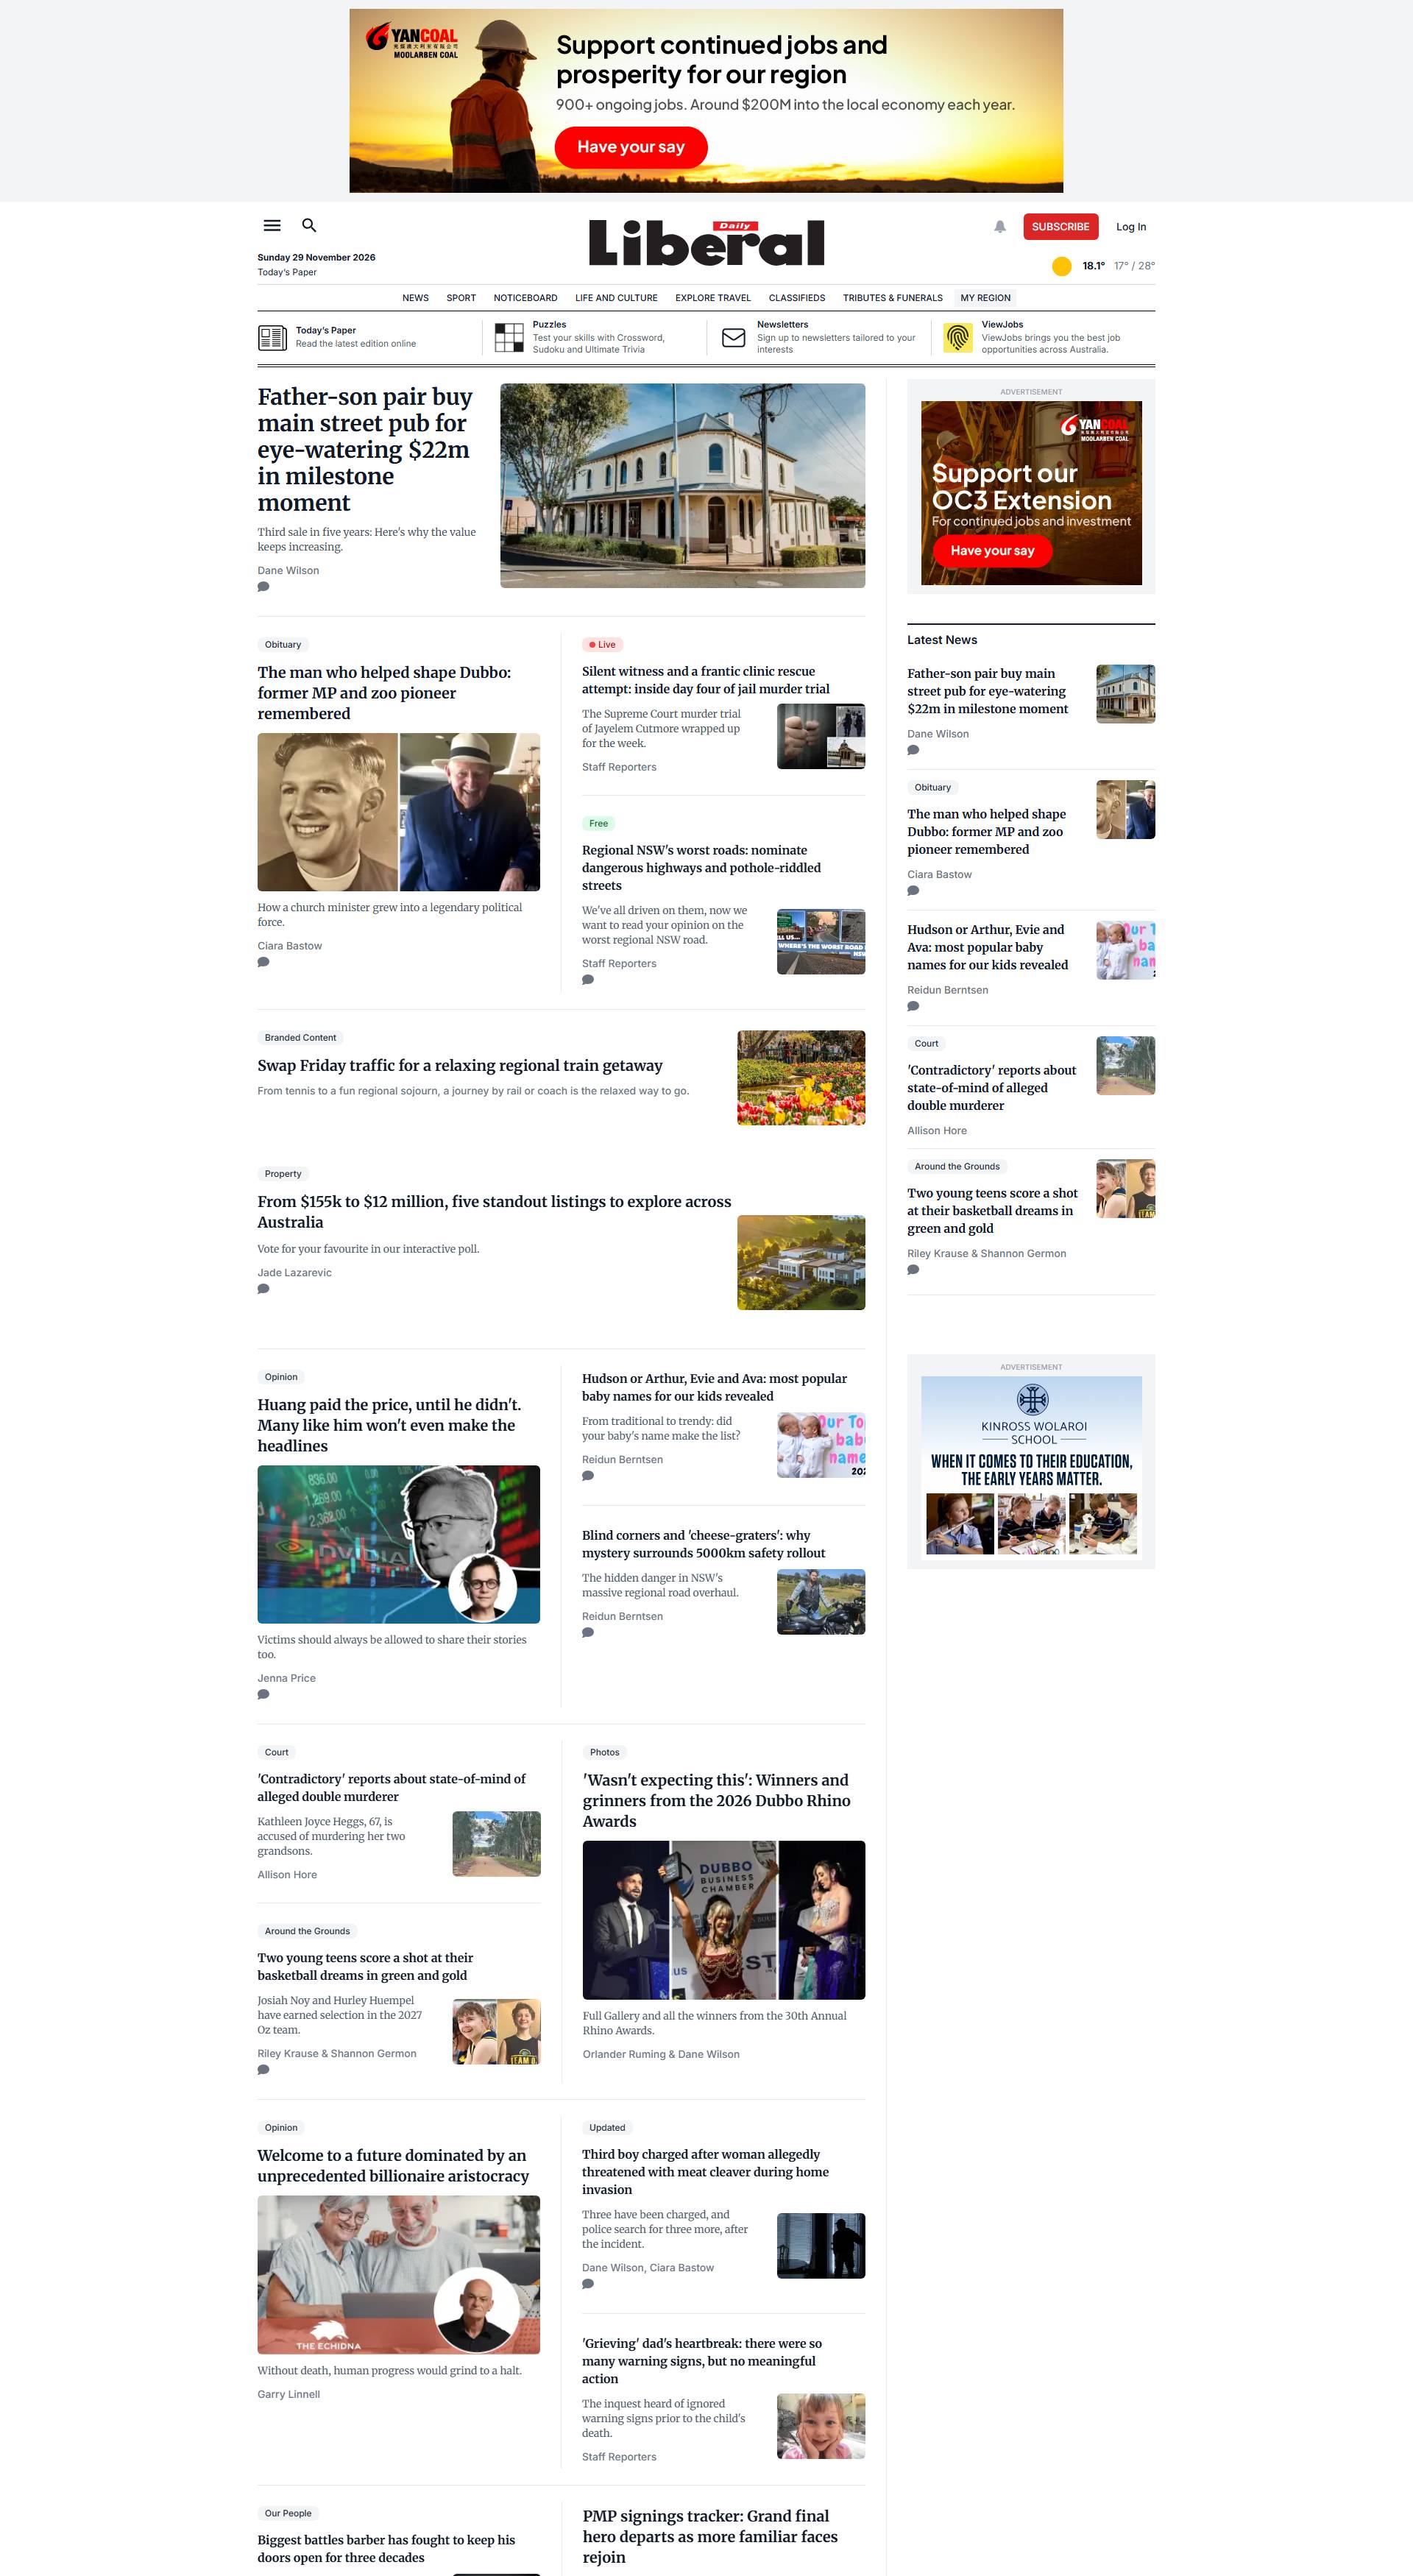 YANCOAL
MOOLARBEN COAL
Support continued jobs and
prosperity for our region
900+ ongoing jobs. Around $200M into the local economy each year.
Have your say
Daily
Liberal
SUBSCRIBE
Log In
Sunday 29 November 2026
Today's Paper
18.1° 17° / 28°
NEWS SPORT NOTICEBOARD LIFE AND CULTURE EXPLORE TRAVEL CLASSIFIEDS TRIBUTES & FUNERALS MY REGION
Today's Paper
Read the latest edition online
Puzzles
Test your skills with Crossword,
Sudoku and Ultimate Trivia
Newsletters
Sign up to newsletters tailored to your
interests
ViewJobs
ViewJobs brings you the best job
opportunities across Australia.
Father-son pair buy
main street pub for
eye-watering $22m
in milestone
moment
Third sale in five years: Here's why the value
keeps increasing.
Dane Wilson
Obituary
The man who helped shape Dubbo:
former MP and zoo pioneer
remembered
How a church minister grew into a legendary political
force.
Ciara Bastow
Live
Silent witness and a frantic clinic rescue
attempt: inside day four of jail murder trial
The Supreme Court murder trial
of Jayelem Cutmore wrapped up
for the week.
Staff Reporters
Free
Regional NSW's worst roads: nominate
dangerous highways and pothole-riddled
streets
We've all driven on them, now we
want to read your opinion on the
worst regional NSW road.
WHERE'S THE WORST ROAD
Staff Reporters
Branded Content
Swap Friday traffic for a relaxing regional train getaway
From tennis to a fun regional sojourn, a journey by rail or coach is the relaxed way to go.
Property
From $155k to $12 million, five standout listings to explore across
Australia
Vote for your favourite in our interactive poll.
Jade Lazarevic
Opinion
Huang paid the price, until he didn't.
Many like him won't even make the
headlines
836.00
1,269.00
2,362.00
NVIDIA
Victims should always be allowed to share their stories
too.
Jenna Price
Hudson or Arthur, Evie and Ava: most popular
baby names for our kids revealed
From traditional to trendy: did
your baby's name make the list?
Our To
bab
name
202
Reidun Berntsen
Blind corners and 'cheese-graters': why
mystery surrounds 5000km safety rollout
The hidden danger in NSW's
massive regional road overhaul.
Reidun Berntsen
Court
'Contradictory' reports about state-of-mind of
alleged double murderer
Kathleen Joyce Heggs, 67, is
accused of murdering her two
grandsons.
Allison Hore
Around the Grounds
Two young teens score a shot at their
basketball dreams in green and gold
Josiah Noy and Hurley Huempel
have earned selection in the 2027
Oz team.
Riley Krause & Shannon Germon
Photos
'Wasn't expecting this': Winners and
grinners from the 2026 Dubbo Rhino
Awards
DUBBO
BUSINESS
CHAMBER
Full Gallery and all the winners from the 30th Annual
Rhino Awards.
Orlander Ruming & Dane Wilson
Opinion
Welcome to a future dominated by an
unprecedented billionaire aristocracy
THE ECHIDNA
Without death, human progress would grind to a halt.
Garry Linnell
Updated
Third boy charged after woman allegedly
threatened with meat cleaver during home
invasion
Three have been charged, and
police search for three more, after
the incident.
Dane Wilson, Ciara Bastow
'Grieving' dad's heartbreak: there were so
many warning signs, but no meaningful
action
The inquest heard of ignored
warning signs prior to the child's
death.
Staff Reporters
Our People
Biggest battles barber has fought to keep his
doors open for three decades
PMP signings tracker: Grand final
hero departs as more familiar faces
rejoin
ADVERTISEMENT
YANCOAL
MOOLARBEN COAL
Support our
OC3 Extension
For continued jobs and investment
Have your say
Latest News
Father-son pair buy main
street pub for eye-watering
$22m in milestone moment
Dane Wilson
Obituary
The man who helped shape
Dubbo: former MP and zoo
pioneer remembered
Ciara Bastow
Hudson or Arthur, Evie and
Ava: most popular baby
names for our kids revealed
Reidun Berntsen
Court
'Contradictory' reports about
state-of-mind of alleged
double murderer
Allison Hore
Around the Grounds
Two young teens score a shot
at their basketball dreams in
green and gold
Riley Krause & Shannon Germon
ADVERTISEMENT
KINROSS WOLAROI
SCHOOL
WHEN IT COMES TO THEIR EDUCATION,
THE EARLY YEARS MATTER.